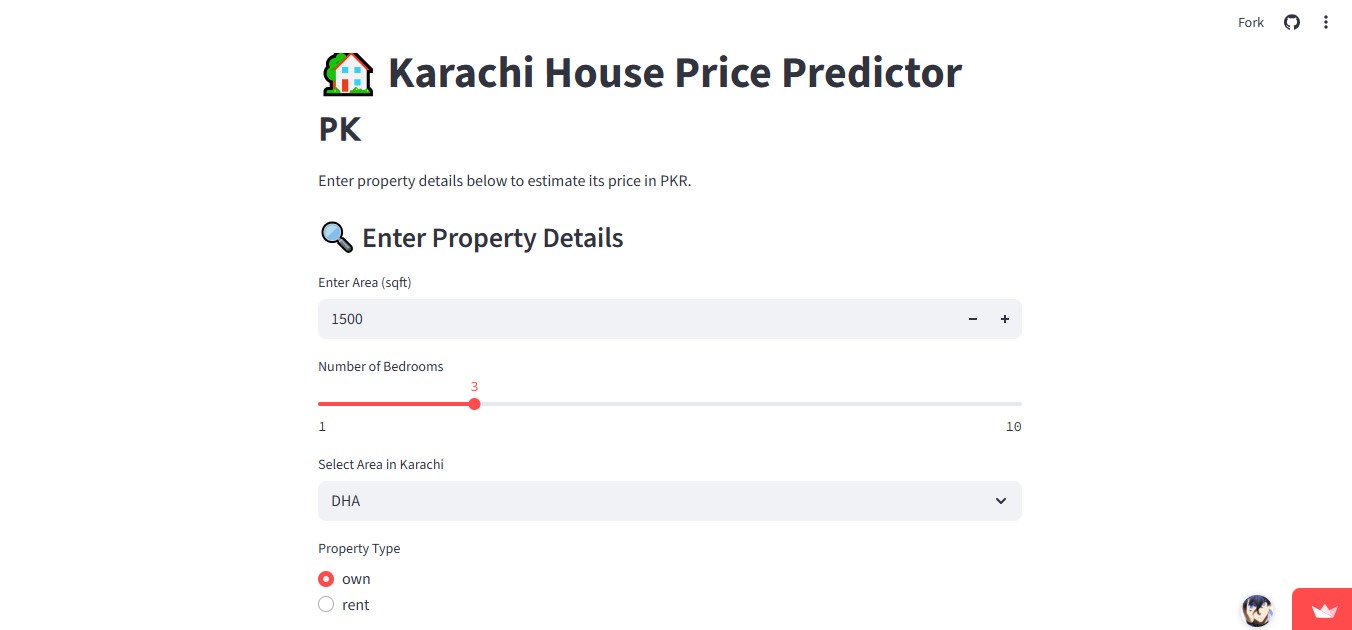 Fork
Karachi House Price Predictor
PK
Enter property details below to estimate its price in PKR.
Enter Property Details
Enter Area (sqft)
1500
Number of Bedrooms
3
1 10
Select Area in Karachi
DHA
Property Type
own
rent